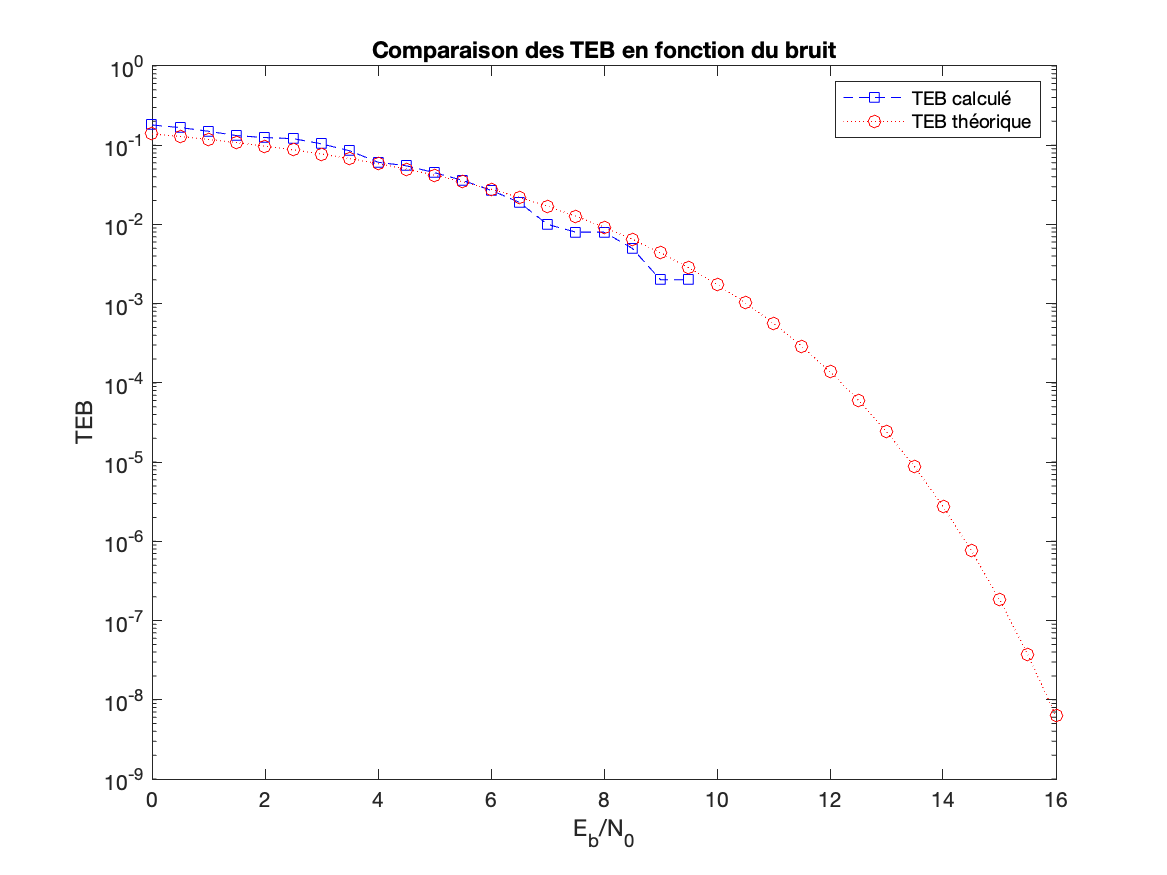 Comparaison des TEB en fonction du bruit
TEB calculé
TEB théorique
10^0
10^-1
10^-2
10^-3
10^-4
10^-5
10^-6
10^-7
10^-8
10^-9
TEB
0 2 4 6 8 10 12 14 16
E_b/N_0